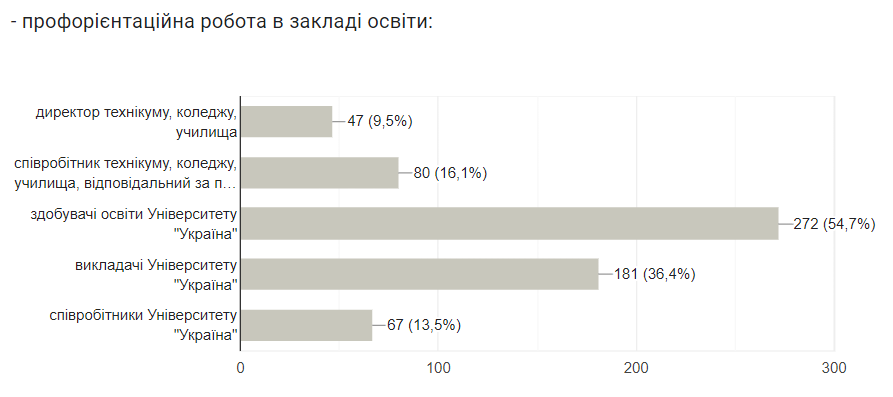 - профорієнтаційна робота в закладі освіти:
директор технікуму, коледжу,
училища
47 (9,5%)
співробітник технікуму, коледжу,
училища, відповідальний за п…
80 (16,1%)
здобувачі освіти Університету
"Україна"
272 (54,7%)
викладачі Університету
"Україна"
181 (36,4%)
співробітники Університету
"Україна"
67 (13,5%)
0 100 200 300